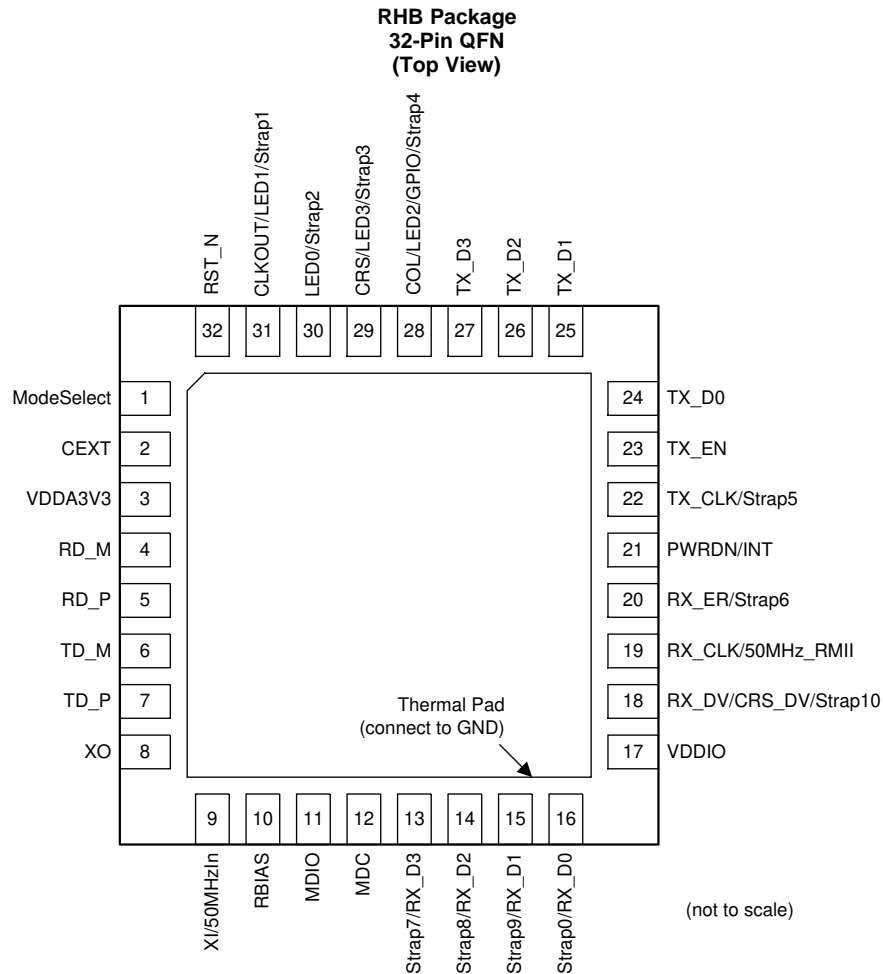 RHB Package
32-Pin QFN
(Top View)
RST_N
CLKOUT/LED1/Strap1
LED0/Strap2
CRS/LED3/Strap3
COL/LED2/GPIO/Strap4
TX_D3
TX_D2
TX_D1
32
31
30
29
28
27
26
25
ModeSelect 1
CEXT 2
VDDA3V3 3
RD_M 4
RD_P 5
TD_M 6
TD_P 7
XO 8
24 TX_D0
23 TX_EN
22 TX_CLK/Strap5
21 PWRDN/INT
20 RX_ER/Strap6
19 RX_CLK/50MHz_RMII
18 RX_DV/CRS_DV/Strap10
17 VDDIO
Thermal Pad
(connect to GND)
9
10
11
12
13
14
15
16
XI/50MHzIn
RBIAS
MDIO
MDC
Strap7/RX_D3
Strap8/RX_D2
Strap9/RX_D1
Strap0/RX_D0
(not to scale)